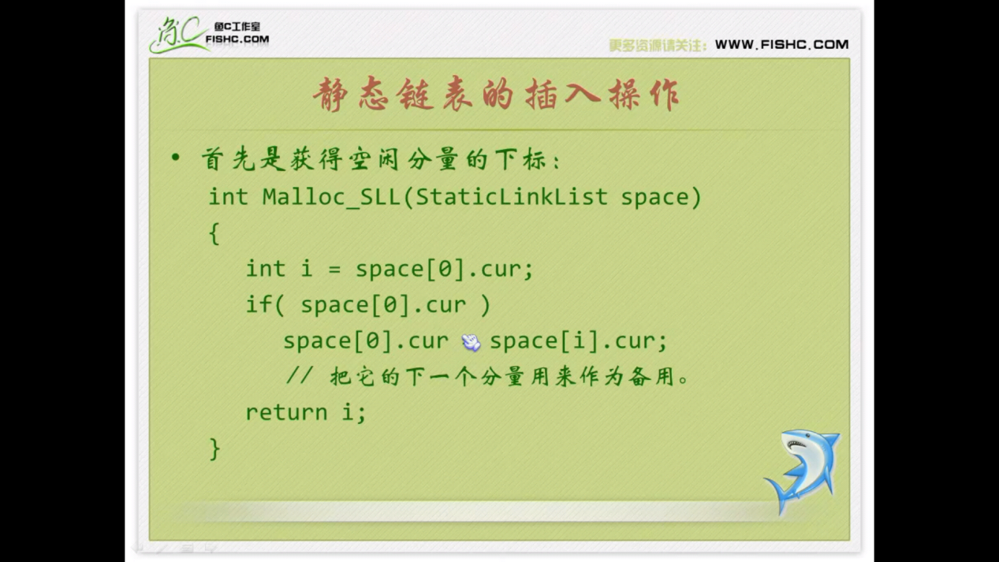 鱼C工作室
FISHC.COM
更多资源请关注： WWW.FISHC.COM
静态链表的插入操作
• 首先是获得空闲分量的下标：
int Malloc_SLL(StaticLinkList space)
{
int i = space[0].cur;
if( space[0].cur )
space[0].cur space[i].cur;
// 把它的下一个分量用来作为备用。
return i;
}